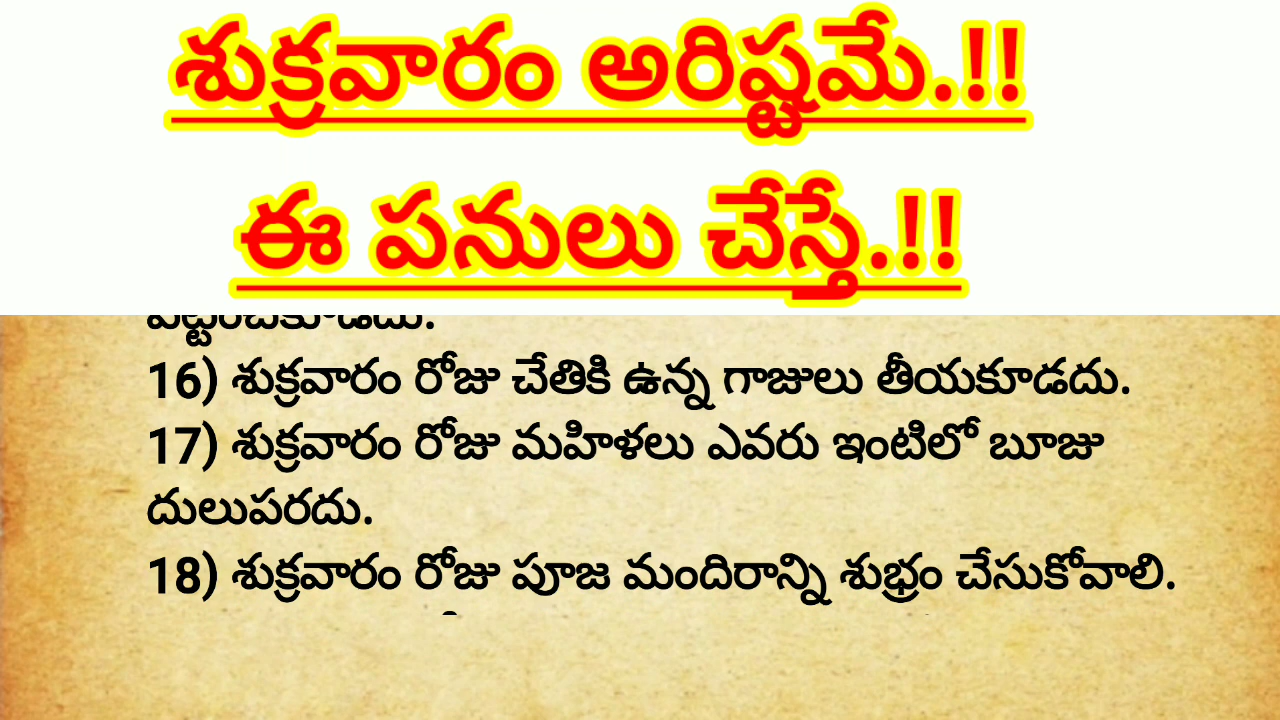 శుక్రవారం అరిష్టమే.!!
ఈ పనులు చేస్తే.!!
16) శుక్రవారం రోజు చేతికి ఉన్న గాజులు తీయకూడదు.
17) శుక్రవారం రోజు మహిళలు ఎవరు ఇంటిలో బూజు
దులుపరదు.
18) శుక్రవారం రోజు పూజ మందిరాన్ని శుభ్రం చేసుకోవాలి.